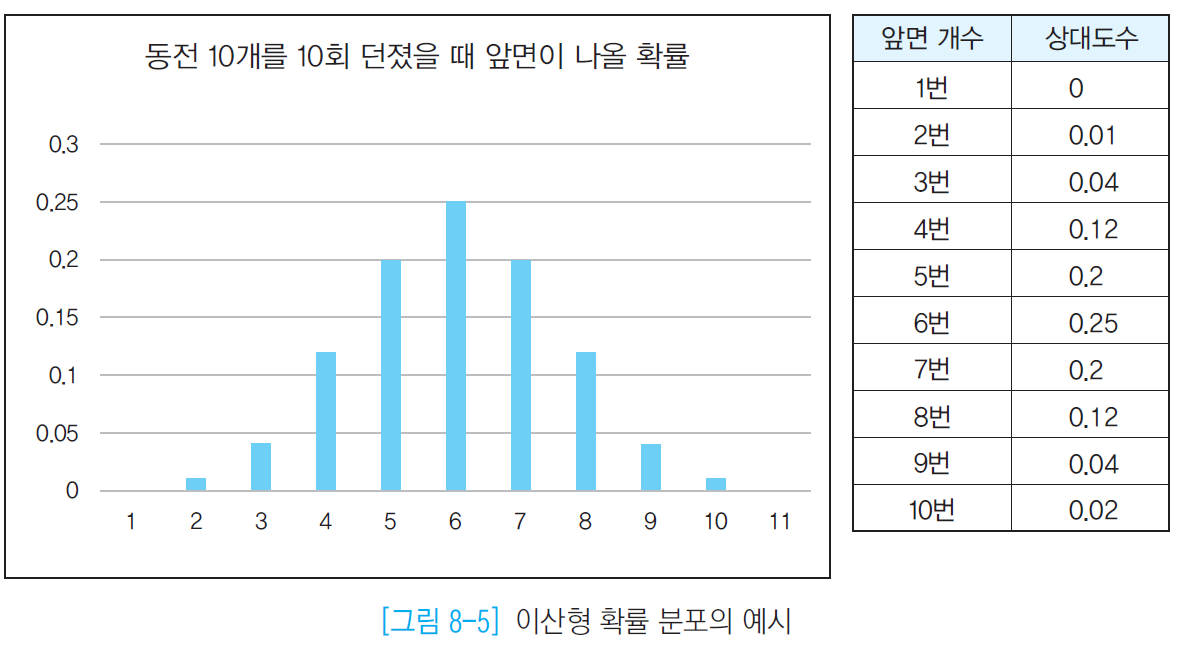 동전 10개를 10회 던졌을 때 앞면이 나올 확률
0.3
0.25
0.2
0.15
0.1
0.05
0
1 2 3 4 5 6 7 8 9 10 11
앞면 개수 상대도수
1번 0
2번 0.01
3번 0.04
4번 0.12
5번 0.2
6번 0.25
7번 0.2
8번 0.12
9번 0.04
10번 0.02
[그림 8-5] 이산형 확률 분포의 예시